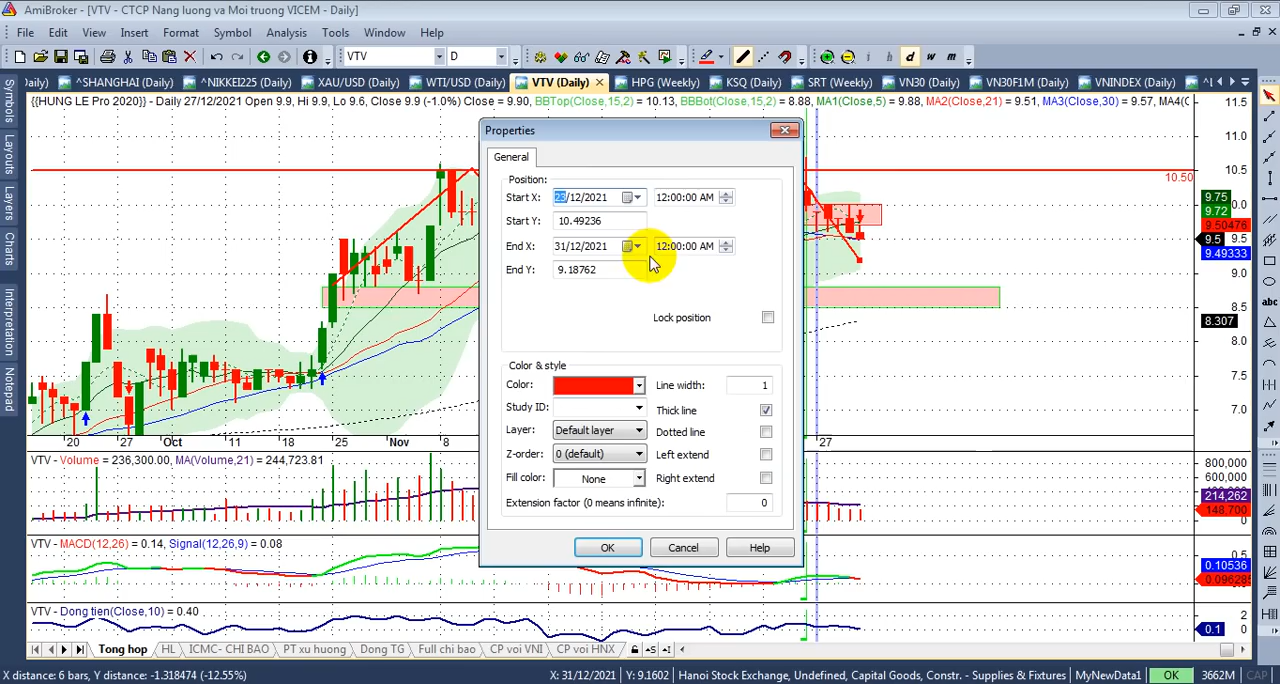 AmiBroker - [VTV - CTCP Nang luong va Moi truong VICEM - Daily]
File Edit View Insert Format Symbol Analysis Tools Window Help
VTV D i h d w m
aily) ^SHANGHAI (Daily) ^NIKKEI225 (Daily) XAU/USD (Daily) WTI/USD (Daily) VTV (Daily) HPG (Weekly) KSQ (Daily) SRT (Weekly) VN30 (Daily) VN30F1M (Daily) VNINDEX (Daily)
{{HUNG LE Pro 2020}} - Daily 27/12/2021 Open 9.9, Hi 9.9, Lo 9.6, Close 9.9 (-1.0%) Close = 9.90, BBTop(Close,15,2) = 10.13, BBBot(Close,15,2) = 8.88, MA1(Close,5) = 9.88, MA2(Close,21) = 9.51, MA3(Close,30) = 9.57, MA4(C
Symbols
Layouts
Layers
Charts
Interpretation
Notepad
11.5
11.0
10.5
10.50
9.75
9.72
9.50476
9.5
9.5
9.49333
9.0
8.5
8.307
8.0
7.5
7.0
Properties
General
Position:
Start X: 23/12/2021 12:00:00 AM
Start Y: 10.49236
End X: 31/12/2021 12:00:00 AM
End Y: 9.18762
Lock position
Color & style
Color: Line width: 1
Study ID: Thick line
Layer: Default layer Dotted line
Z-order: 0 (default) Left extend
Fill color: None Right extend
Extension factor (0 means infinite): 0
OK Cancel Help
20 27 Oct 11 18 25 Nov 8 27
VTV - Volume = 236,300.00, MA(Volume,21) = 244,723.81
800,000
600,000
214,262
148,700
0
VTV - MACD(12,26) = 0.14, Signal(12,26,9) = 0.08
0.5
0.10536
0.096285
VTV - Dong tien(Close,10) = 0.40
2
0.1
0
Tong hop HL ICMC- CHI BAO PT xu huong Dong TG Full chi bao CP voi VNI CP voi HNX
X distance: 6 bars, Y distance: -1.318474 (-12.55%) X: 31/12/2021 Y: 9.1602 Hanoi Stock Exchange, Undefined, Capital Goods, Constr. - Supplies & Fixtures MyNewData1 OK 3662M CAP